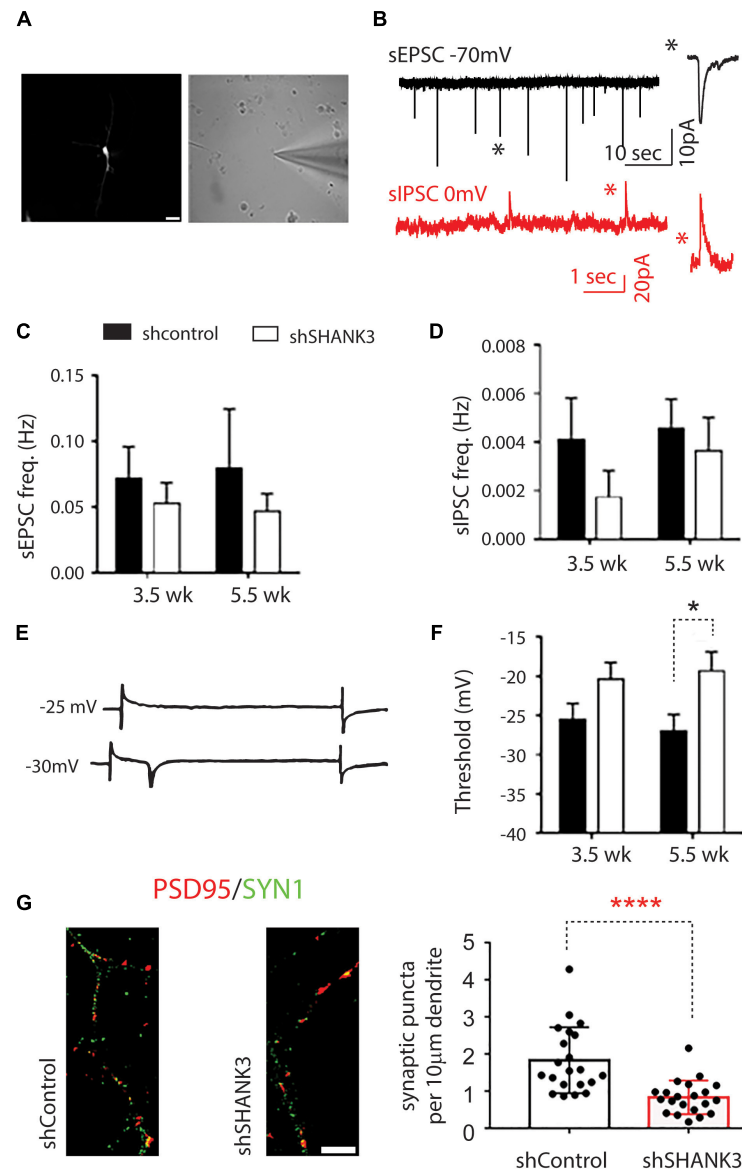 A
B
sEPSC -70mV
*
*
10 sec
10pA
sIPSC 0mV
*
*
1 sec
20pA
C
shcontrol
shSHANK3
sEPSC freq. (Hz)
0.15
0.10
0.05
0.00
3.5 wk
5.5 wk
D
sIPSC freq. (Hz)
0.008
0.006
0.004
0.002
0.000
3.5 wk
5.5 wk
E
-25 mV
-30mV
F
*
Threshold (mV)
-15
-20
-25
-30
-35
-40
3.5 wk
5.5 wk
PSD95/SYN1
G
shControl
shSHANK3
****
synaptic puncta
per 10μm dendrite
5
4
3
2
1
0
shControl
shSHANK3